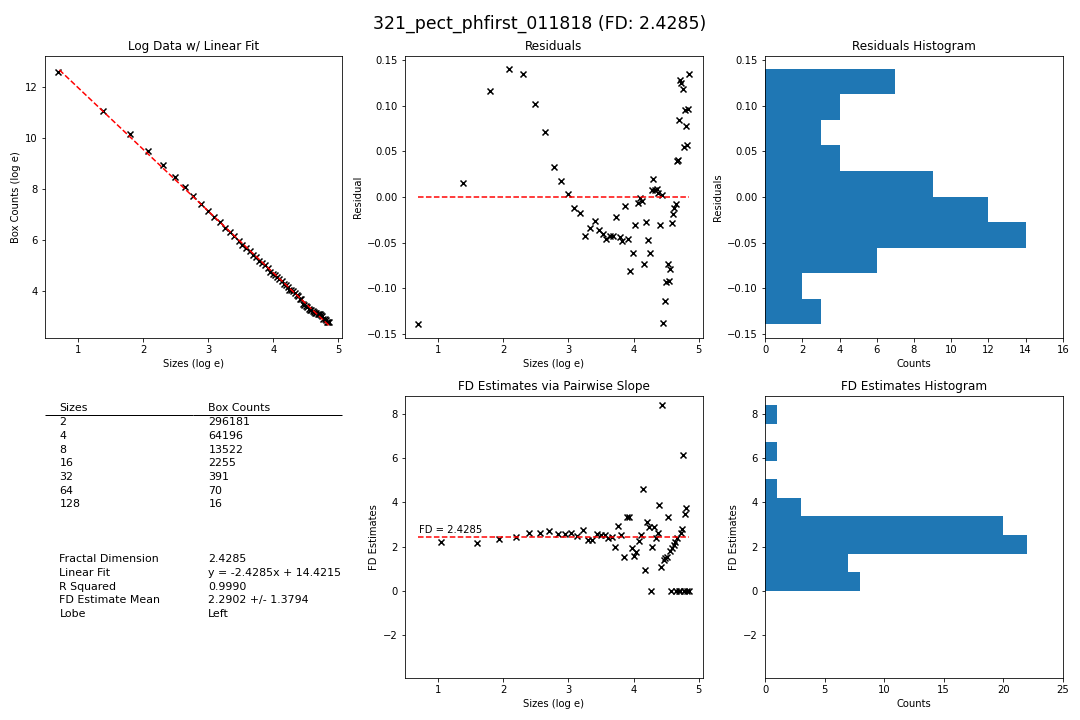 321_pect_phfirst_011818 (FD: 2.4285)
Log Data w/ Linear Fit
Box Counts (log e)
12
10
8
6
4
1 2 3 4 5
Sizes (log e)
Residuals
Residual
0.15
0.10
0.05
0.00
−0.05
−0.10
−0.15
1 2 3 4 5
Sizes (log e)
Residuals Histogram
Residuals
0.15
0.10
0.05
0.00
−0.05
−0.10
−0.15
0 2 4 6 8 10 12 14 16
Counts
Sizes Box Counts
2 296181
4 64196
8 13522
16 2255
32 391
64 70
128 16
Fractal Dimension 2.4285
Linear Fit y = -2.4285x + 14.4215
R Squared 0.9990
FD Estimate Mean 2.2902 +/- 1.3794
Lobe Left
FD Estimates via Pairwise Slope
FD Estimates
8
6
4
2
0
−2
FD = 2.4285
1 2 3 4 5
Sizes (log e)
FD Estimates Histogram
FD Estimates
8
6
4
2
0
−2
0 5 10 15 20 25
Counts